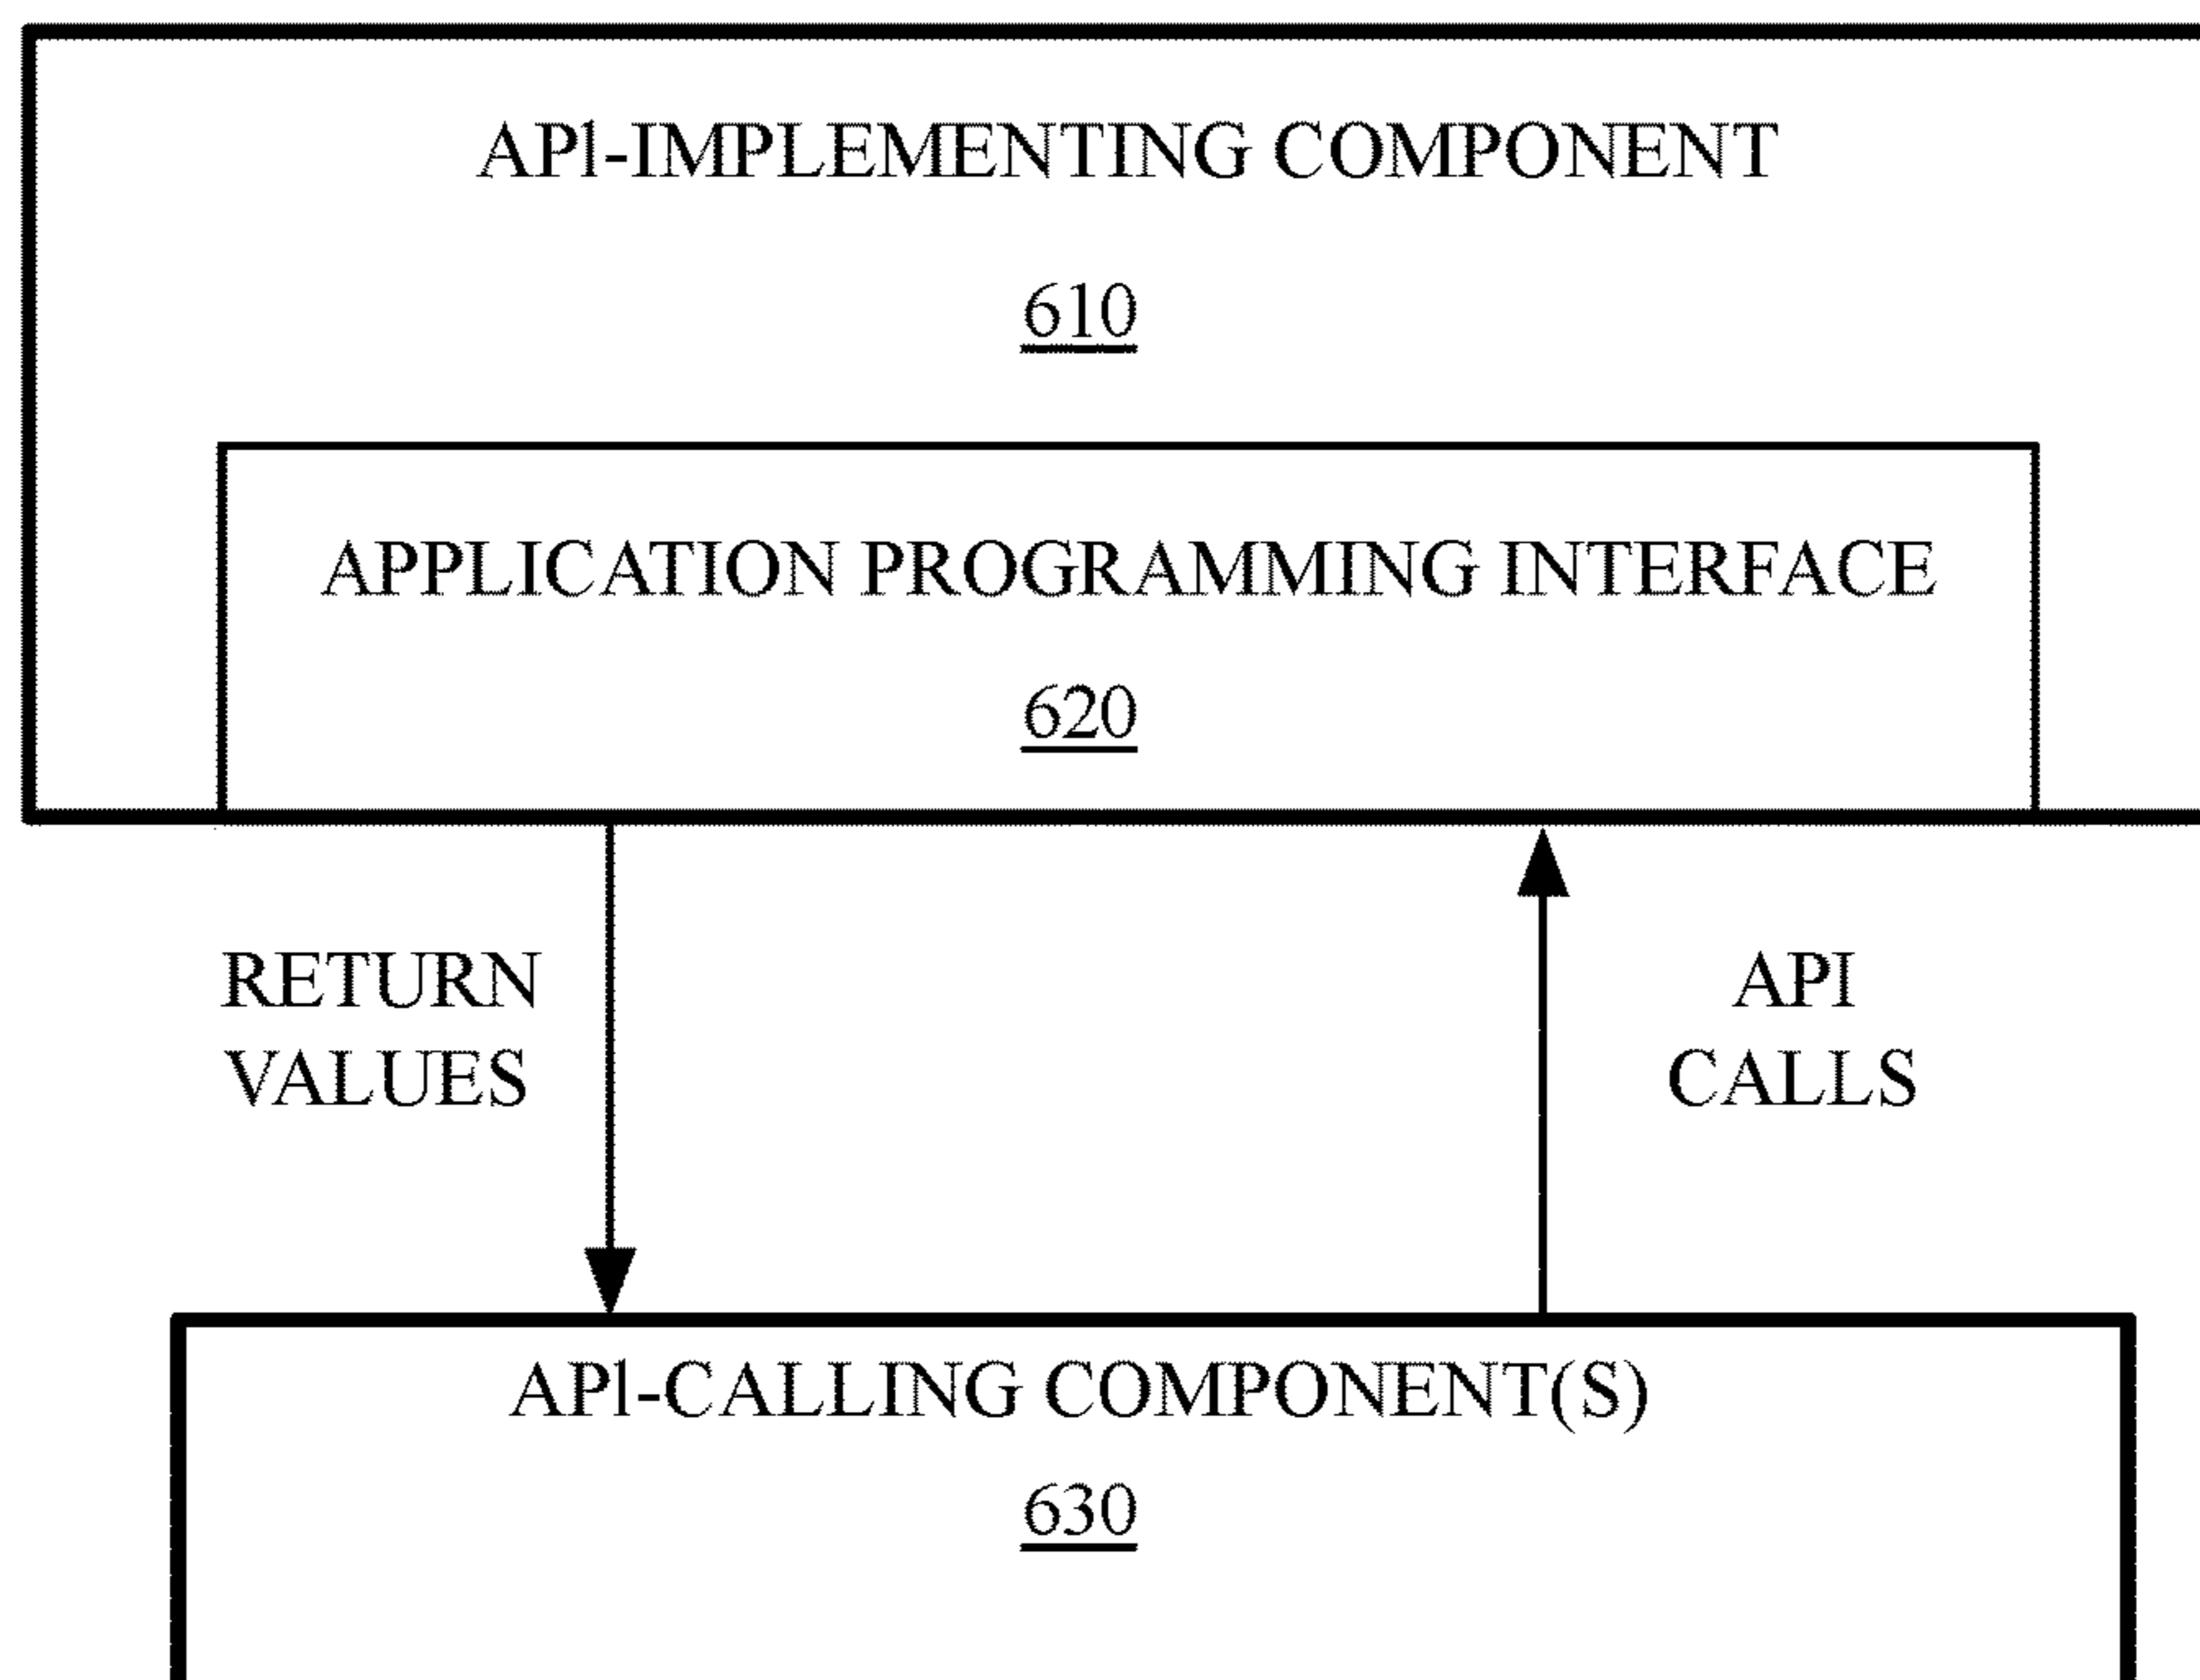 APl-IMPLEMENTING COMPONENT
610
APPLICATION PROGRAMMING INTERFACE
620
RETURN
VALUES
API
CALLS
APl-CALLING COMPONENT(S)
630